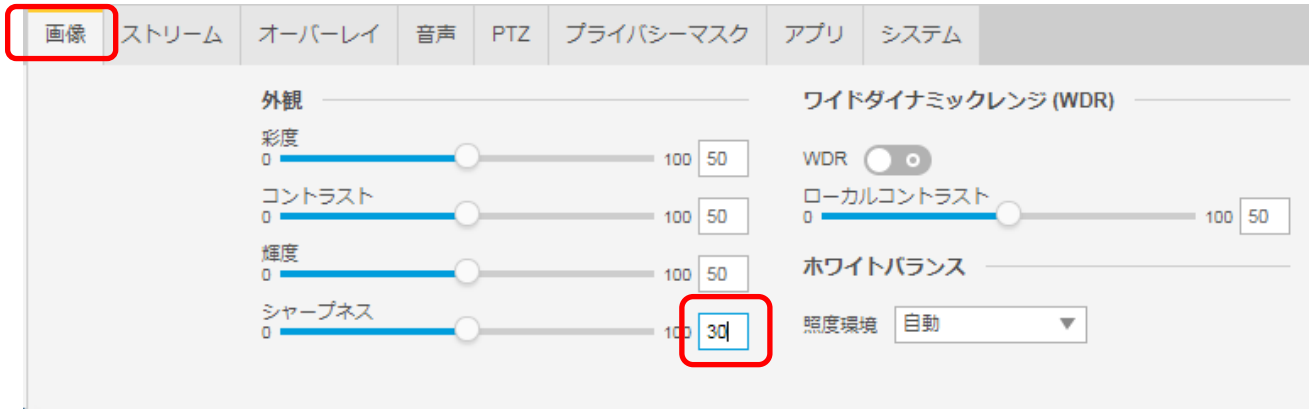 画像 ストリーム オーバーレイ 音声 PTZ プライバシーマスク アプリ システム
外観
彩度
0 100 50
コントラスト
0 100 50
輝度
0 100 50
シャープネス
0 100 30
ワイドダイナミックレンジ (WDR)
WDR
ローカルコントラスト
0 100 50
ホワイトバランス
照度環境 自動